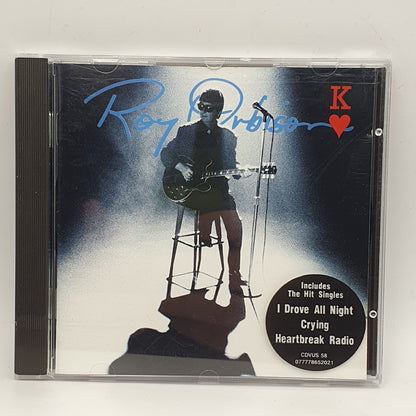 Roy Orbison
K
Includes
The Hit Singles
I Drove All Night
Crying
Heartbreak Radio
CDVUS 58
077778652021